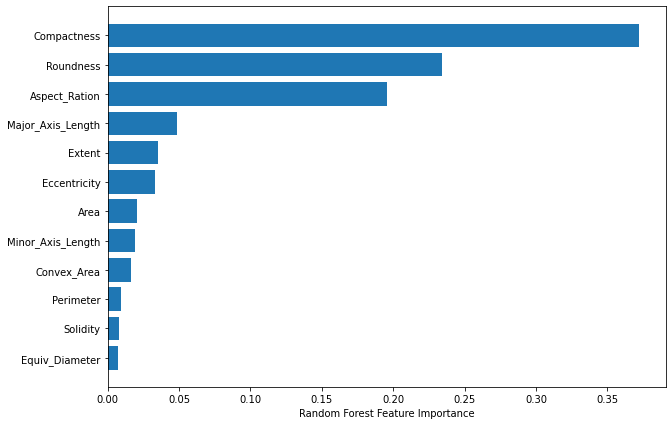 Compactness
Roundness
Aspect_Ration
Major_Axis_Length
Extent
Eccentricity
Area
Minor_Axis_Length
Convex_Area
Perimeter
Solidity
Equiv_Diameter
0.00 0.05 0.10 0.15 0.20 0.25 0.30 0.35
Random Forest Feature Importance